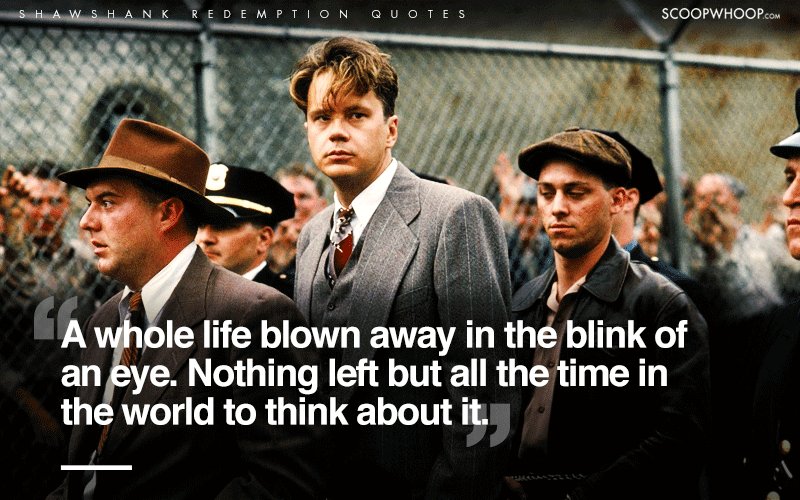 SHAWSHANK REDEMPTION QUOTES
SCOOPWHOOP.COM
“A whole life blown away in the blink of
an eye. Nothing left but all the time in
the world to think about it.”